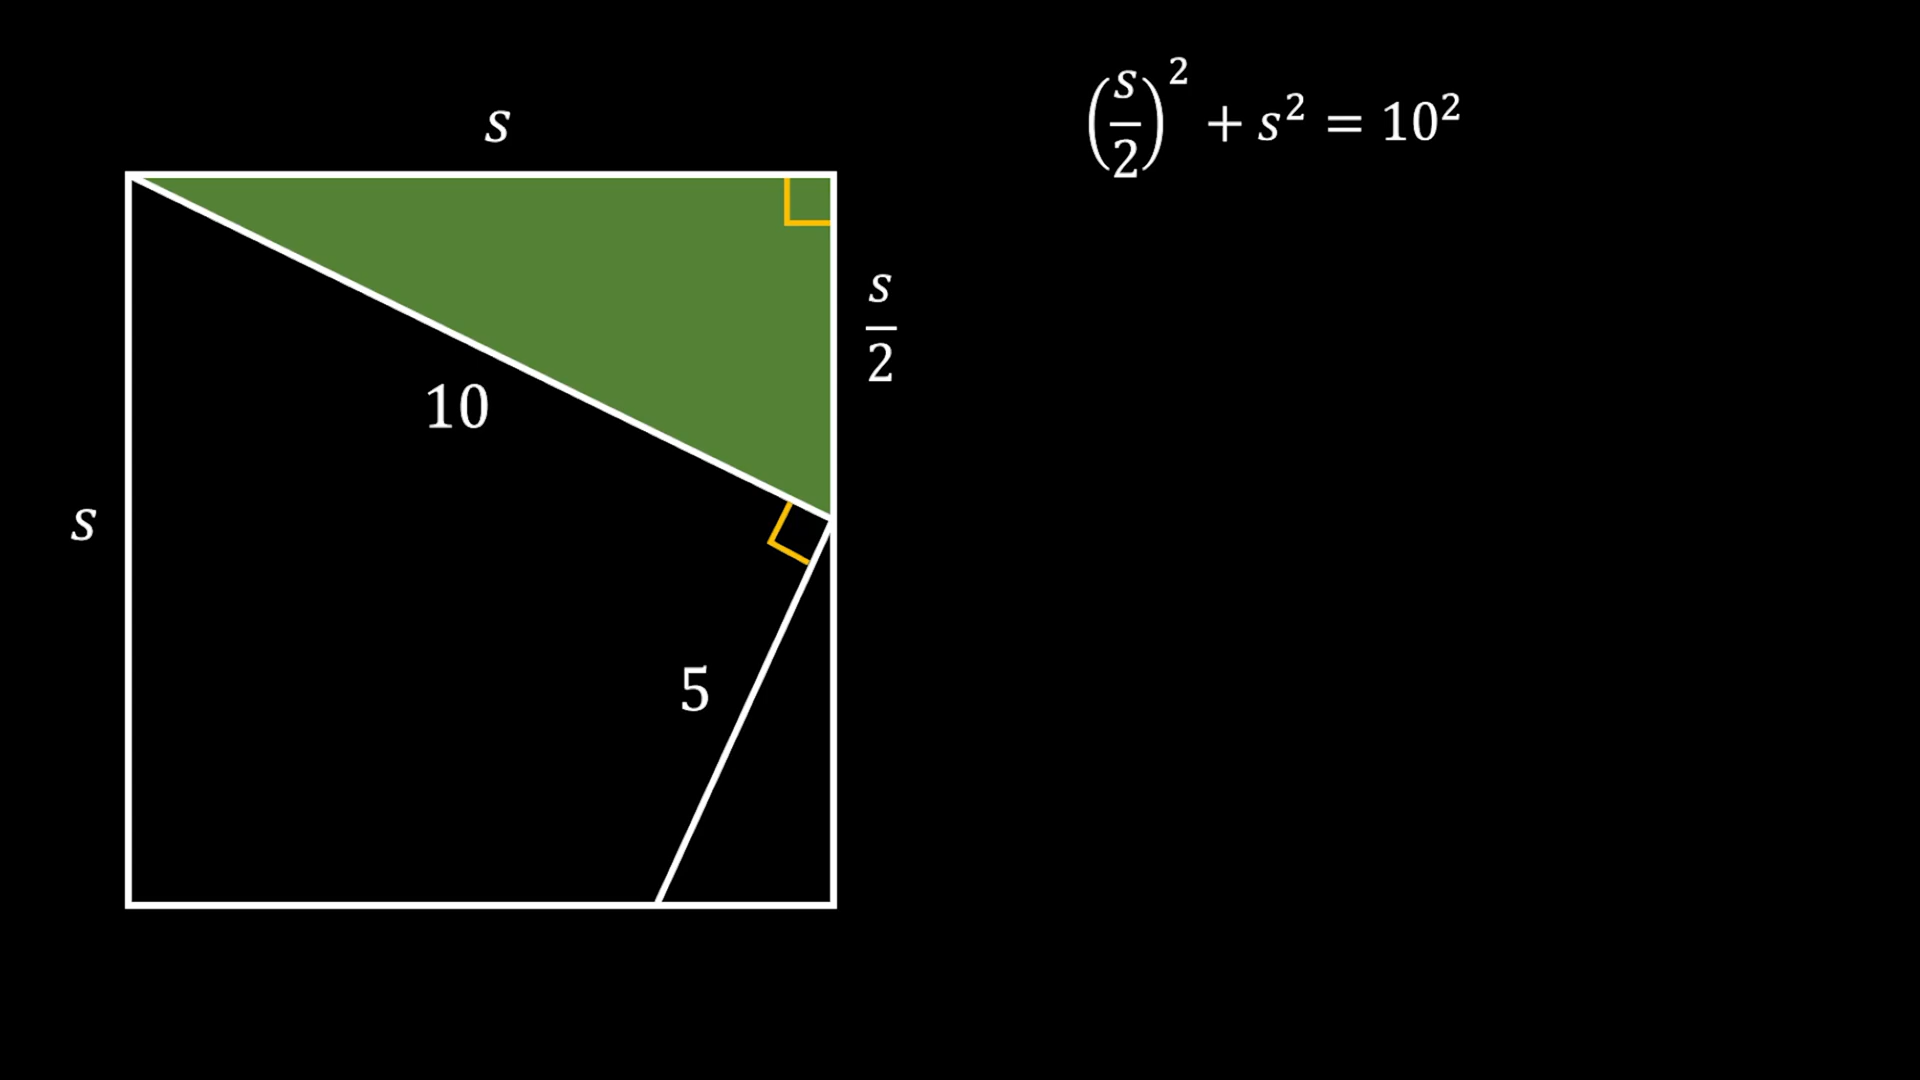 s
(s/2)² + s² = 10²
s
2
10
s
5